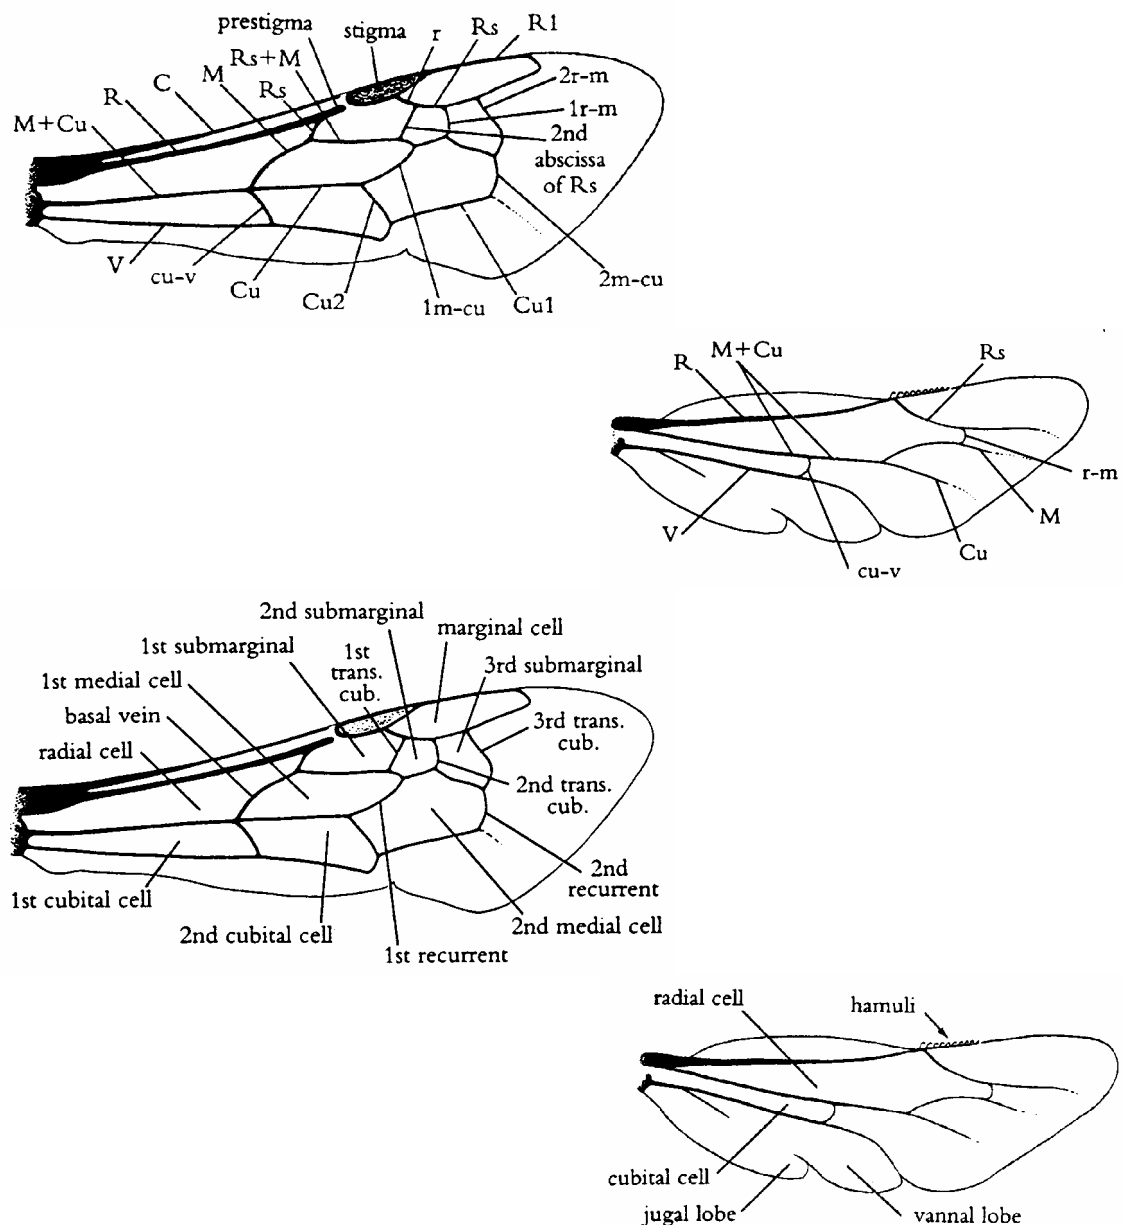 prestigma
stigma
r
Rs
R1
Rs+M
M
C
R
Rs
M+Cu
2r-m
1r-m
2nd
abscissa
of Rs
V
cu-v
Cu
Cu2
1m-cu
Cu1
2m-cu
M+Cu
R
Rs
r-m
M
V
Cu
cu-v
2nd submarginal
marginal cell
1st submarginal
1st
trans.
cub.
3rd submarginal
1st medial cell
basal vein
radial cell
3rd trans.
cub.
2nd trans.
cub.
1st cubital cell
2nd
recurrent
2nd cubital cell
2nd medial cell
1st recurrent
radial cell
hamuli
cubital cell
jugal lobe
vannal lobe